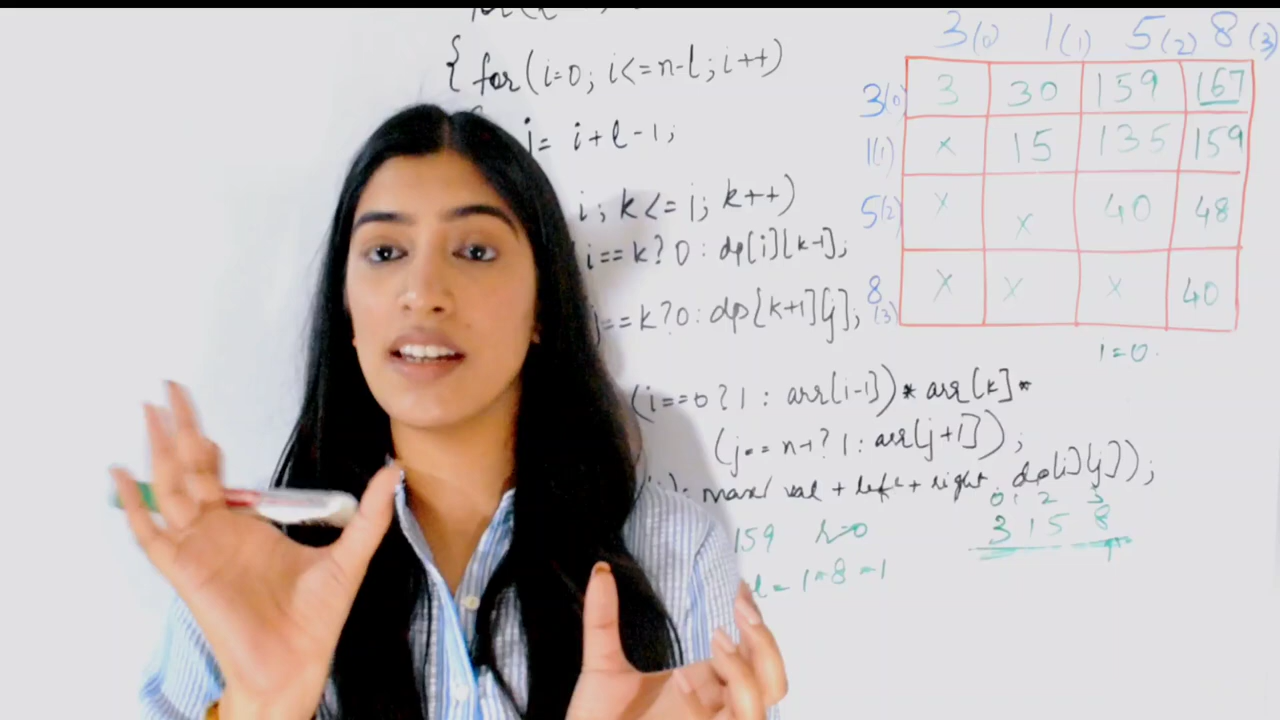 { for(i=0; i<=n-l; i++)
j= i+l-1;
i; k<=j; k++)
i==k? 0 : dp[i][k-1];
j==k?0: dp[k+1][j];
(i==0?1 : arr[i-1]) * arr[k] *
(j==n-1? 1: arr[j+1]);
max( val + left + right, dp[i][j]);
159
l = 1*8*1
3(0) 1(1) 5(2) 8(3)
3(0) 3 30 159 167
1(1) x 15 135 159
5(2) x x 40 48
8(3) x x x 40
l=0.
0 1 2 3
3 1 5 8